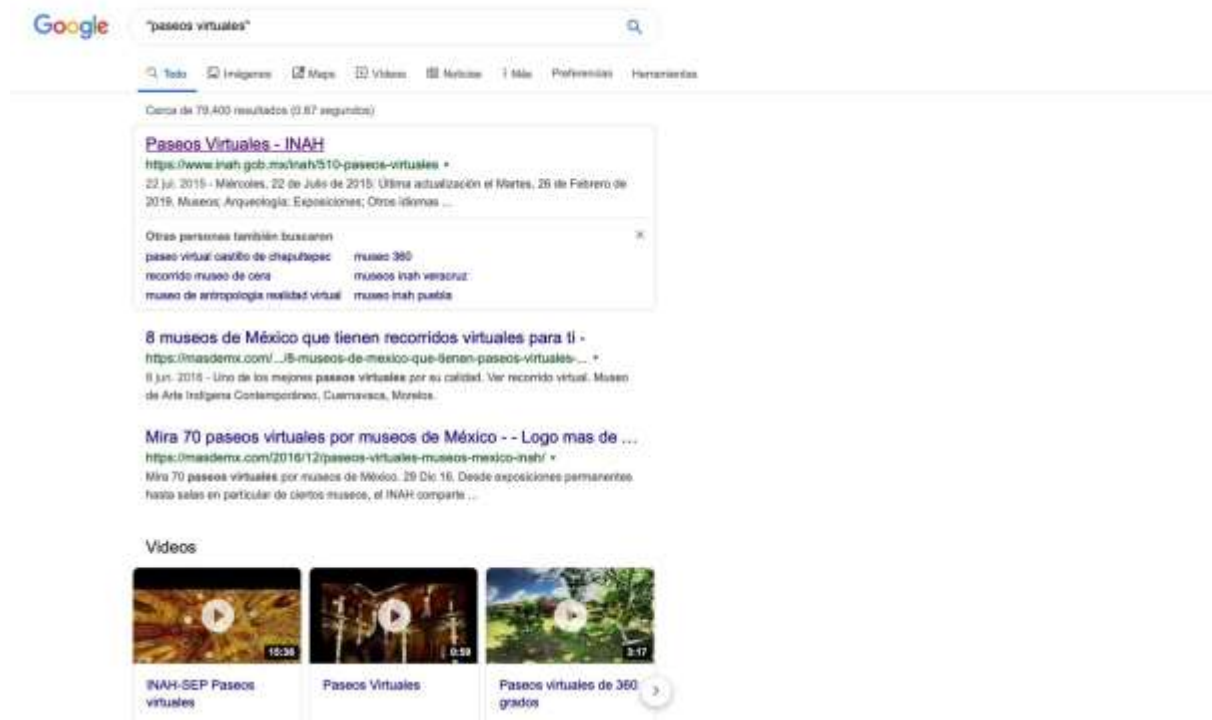 Google
"paseos virtuales"
Todo Imágenes Maps Vídeos Noticias Más Preferencias Herramientas
Cerca de 79,400 resultados (0.67 segundos)
Paseos Virtuales - INAH
https://www.inah.gob.mx/inah/510-paseos-virtuales
22 jul. 2015 - Miércoles, 22 de Julio de 2015; Última actualización el Martes, 26 de Febrero de
2019. Museos; Arqueología; Exposiciones; Otros idiomas ...
Otras personas también buscaron
paseo virtual castillo de chapultepec museo 360
recorrido museo de cera museos inah veracruz
museo de antropologia realidad virtual museo inah puebla
8 museos de México que tienen recorridos virtuales para ti -
https://masdemx.com/.../8-museos-de-mexico-que-tienen-paseos-virtuales-...
jun. 2016 - Uno de los mejores paseos virtuales por su calidad. Ver recorrido virtual. Museo
de Arte Indígena Contemporáneo, Cuernavaca, Morelos.
Mira 70 paseos virtuales por museos de México - - Logo mas de ...
https://masdemx.com/2016/12/paseos-virtuales-museos-mexico-inah/
Mira 70 paseos virtuales por museos de México. 29 Dic 16. Desde exposiciones permanentes
hasta salas en particular de ciertos museos, el INAH comparte ...
Videos
15:36 0:59 3:17
INAH-SEP Paseos virtuales
Paseos Virtuales
Paseos virtuales de 360 grados